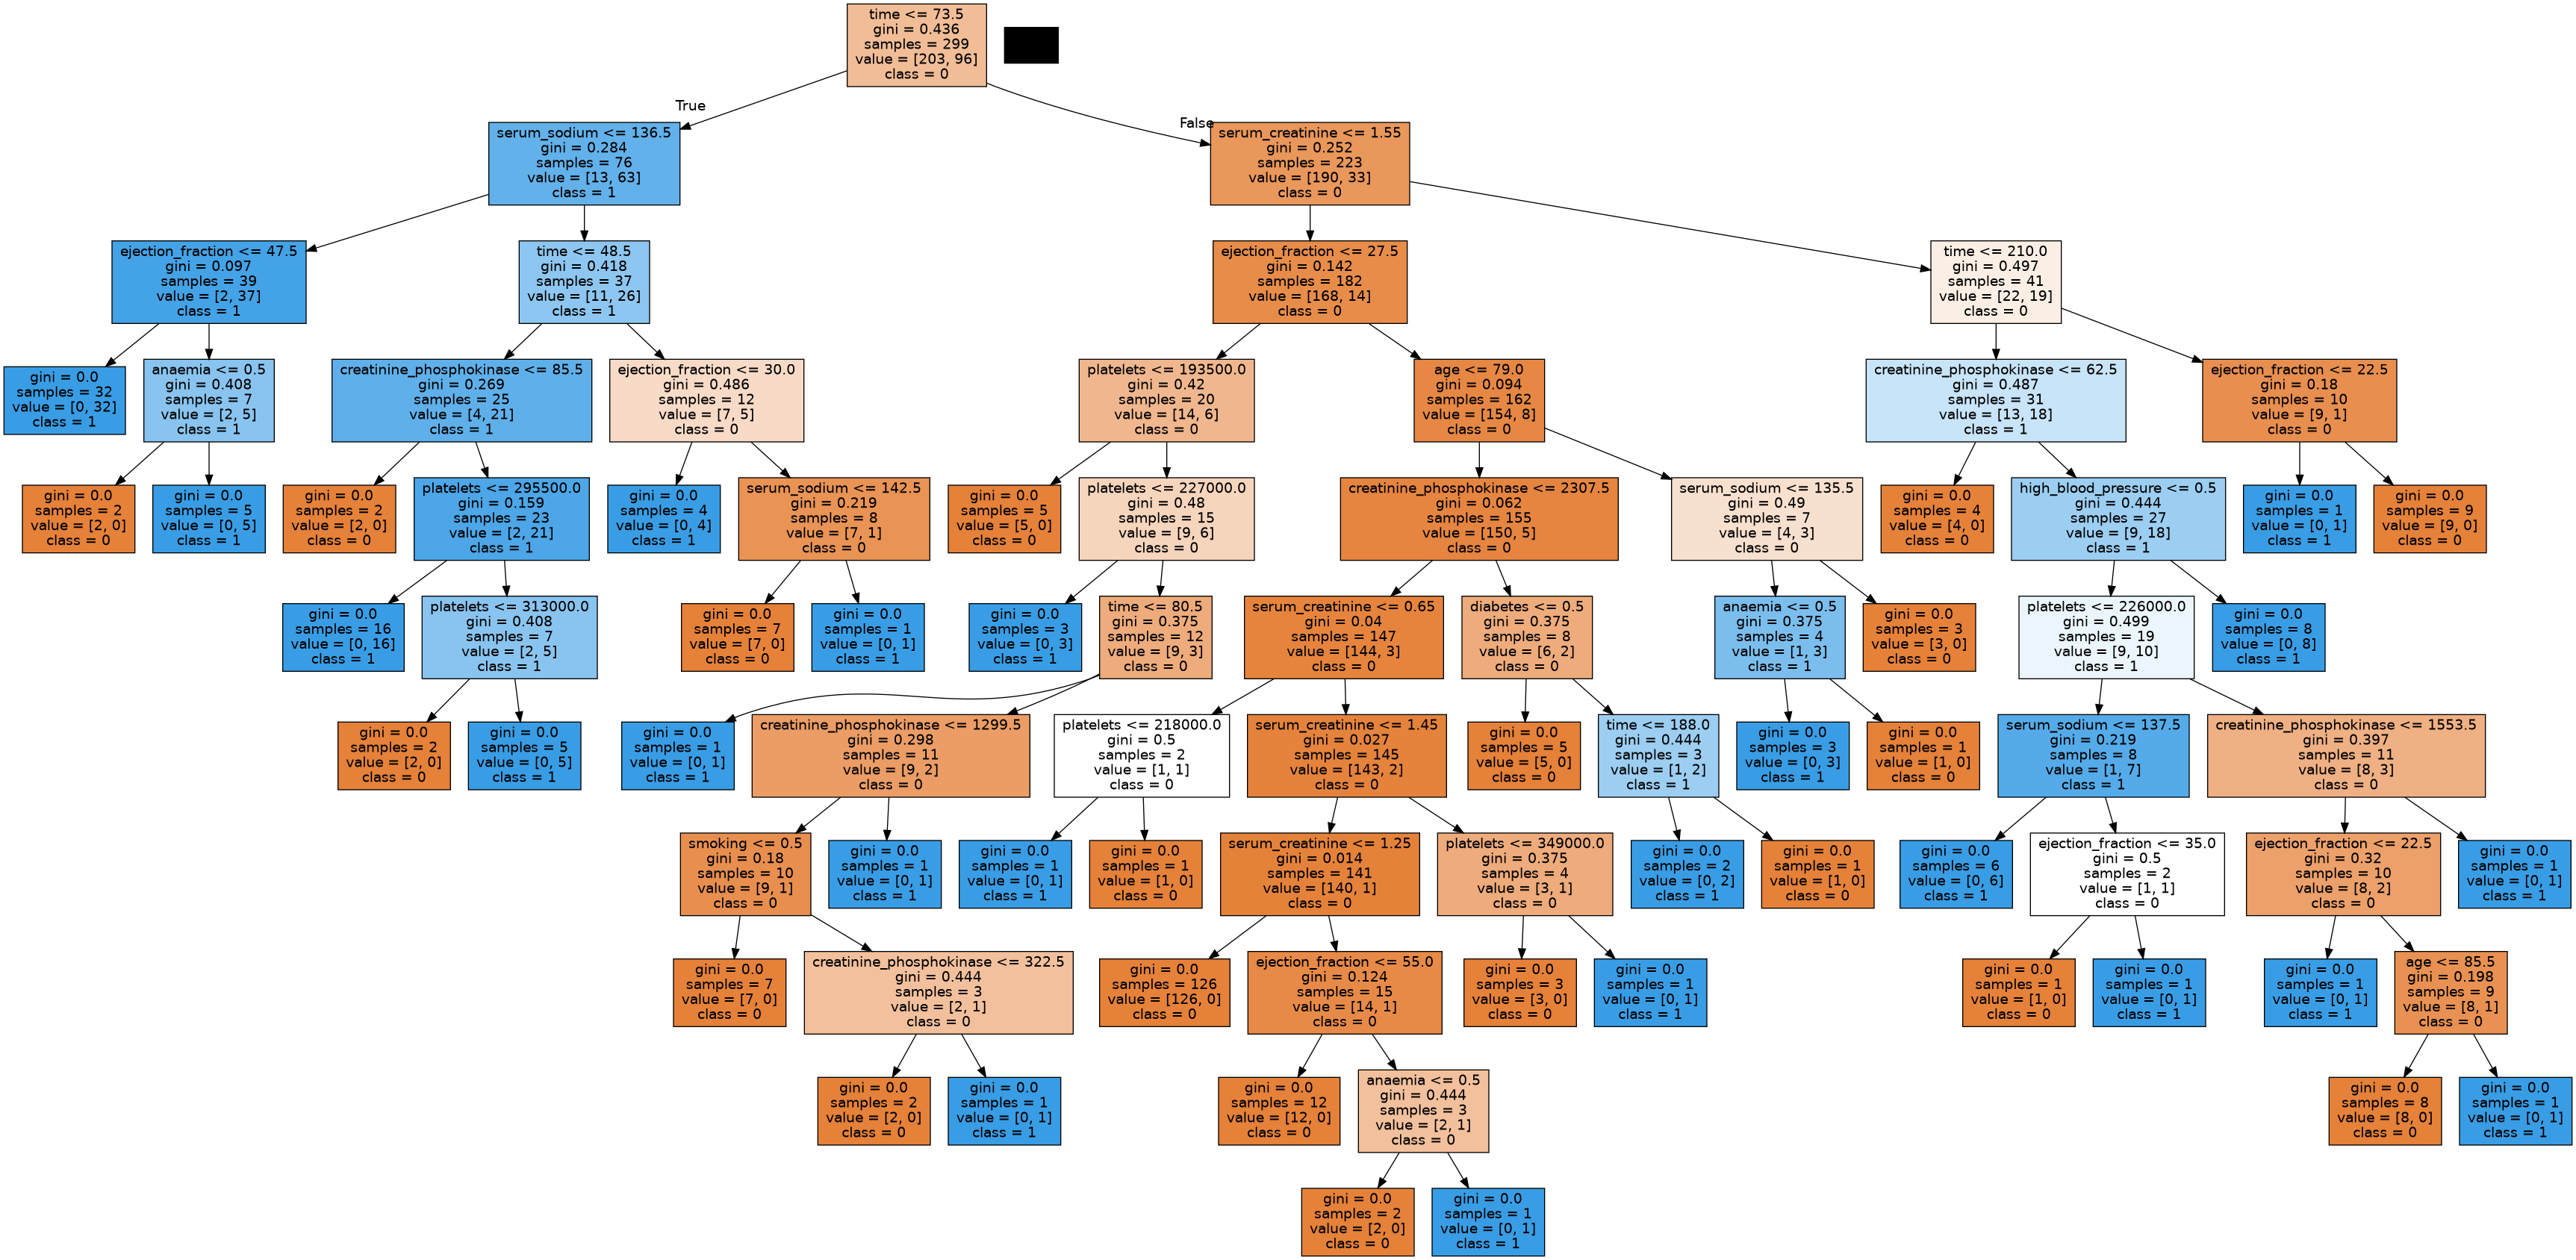 time <= 73.5
gini = 0.436
samples = 299
value = [203, 96]
class = 0
True
False
serum_sodium <= 136.5
gini = 0.284
samples = 76
value = [13, 63]
class = 1
serum_creatinine <= 1.55
gini = 0.252
samples = 223
value = [190, 33]
class = 0
ejection_fraction <= 47.5
gini = 0.097
samples = 39
value = [2, 37]
class = 1
time <= 48.5
gini = 0.418
samples = 37
value = [11, 26]
class = 1
ejection_fraction <= 27.5
gini = 0.142
samples = 182
value = [168, 14]
class = 0
time <= 210.0
gini = 0.497
samples = 41
value = [22, 19]
class = 0
gini = 0.0
samples = 32
value = [0, 32]
class = 1
anaemia <= 0.5
gini = 0.408
samples = 7
value = [2, 5]
class = 1
creatinine_phosphokinase <= 85.5
gini = 0.269
samples = 25
value = [4, 21]
class = 1
ejection_fraction <= 30.0
gini = 0.486
samples = 12
value = [7, 5]
class = 0
platelets <= 193500.0
gini = 0.42
samples = 20
value = [14, 6]
class = 0
age <= 79.0
gini = 0.094
samples = 162
value = [154, 8]
class = 0
creatinine_phosphokinase <= 62.5
gini = 0.487
samples = 31
value = [13, 18]
class = 1
ejection_fraction <= 22.5
gini = 0.18
samples = 10
value = [9, 1]
class = 0
gini = 0.0
samples = 2
value = [2, 0]
class = 0
gini = 0.0
samples = 5
value = [0, 5]
class = 1
gini = 0.0
samples = 2
value = [2, 0]
class = 0
platelets <= 295500.0
gini = 0.159
samples = 23
value = [2, 21]
class = 1
gini = 0.0
samples = 4
value = [0, 4]
class = 1
serum_sodium <= 142.5
gini = 0.219
samples = 8
value = [7, 1]
class = 0
gini = 0.0
samples = 5
value = [5, 0]
class = 0
platelets <= 227000.0
gini = 0.48
samples = 15
value = [9, 6]
class = 0
creatinine_phosphokinase <= 2307.5
gini = 0.062
samples = 155
value = [150, 5]
class = 0
serum_sodium <= 135.5
gini = 0.49
samples = 7
value = [4, 3]
class = 0
gini = 0.0
samples = 4
value = [4, 0]
class = 0
high_blood_pressure <= 0.5
gini = 0.444
samples = 27
value = [9, 18]
class = 1
gini = 0.0
samples = 1
value = [0, 1]
class = 1
gini = 0.0
samples = 9
value = [9, 0]
class = 0
gini = 0.0
samples = 16
value = [0, 16]
class = 1
platelets <= 313000.0
gini = 0.408
samples = 7
value = [2, 5]
class = 1
gini = 0.0
samples = 7
value = [7, 0]
class = 0
gini = 0.0
samples = 1
value = [0, 1]
class = 1
gini = 0.0
samples = 3
value = [0, 3]
class = 1
time <= 80.5
gini = 0.375
samples = 12
value = [9, 3]
class = 0
serum_creatinine <= 0.65
gini = 0.04
samples = 147
value = [144, 3]
class = 0
diabetes <= 0.5
gini = 0.375
samples = 8
value = [6, 2]
class = 0
anaemia <= 0.5
gini = 0.375
samples = 4
value = [1, 3]
class = 1
gini = 0.0
samples = 3
value = [3, 0]
class = 0
platelets <= 226000.0
gini = 0.499
samples = 19
value = [9, 10]
class = 1
gini = 0.0
samples = 8
value = [0, 8]
class = 1
gini = 0.0
samples = 2
value = [2, 0]
class = 0
gini = 0.0
samples = 5
value = [0, 5]
class = 1
gini = 0.0
samples = 1
value = [0, 1]
class = 1
creatinine_phosphokinase <= 1299.5
gini = 0.298
samples = 11
value = [9, 2]
class = 0
platelets <= 218000.0
gini = 0.5
samples = 2
value = [1, 1]
class = 0
serum_creatinine <= 1.45
gini = 0.027
samples = 145
value = [143, 2]
class = 0
gini = 0.0
samples = 5
value = [5, 0]
class = 0
time <= 188.0
gini = 0.444
samples = 3
value = [1, 2]
class = 1
gini = 0.0
samples = 3
value = [0, 3]
class = 1
gini = 0.0
samples = 1
value = [1, 0]
class = 0
serum_sodium <= 137.5
gini = 0.219
samples = 8
value = [1, 7]
class = 1
creatinine_phosphokinase <= 1553.5
gini = 0.397
samples = 11
value = [8, 3]
class = 0
smoking <= 0.5
gini = 0.18
samples = 10
value = [9, 1]
class = 0
gini = 0.0
samples = 1
value = [0, 1]
class = 1
gini = 0.0
samples = 1
value = [0, 1]
class = 1
gini = 0.0
samples = 1
value = [1, 0]
class = 0
serum_creatinine <= 1.25
gini = 0.014
samples = 141
value = [140, 1]
class = 0
platelets <= 349000.0
gini = 0.375
samples = 4
value = [3, 1]
class = 0
gini = 0.0
samples = 2
value = [0, 2]
class = 1
gini = 0.0
samples = 1
value = [1, 0]
class = 0
gini = 0.0
samples = 6
value = [0, 6]
class = 1
ejection_fraction <= 35.0
gini = 0.5
samples = 2
value = [1, 1]
class = 0
ejection_fraction <= 22.5
gini = 0.32
samples = 10
value = [8, 2]
class = 0
gini = 0.0
samples = 1
value = [0, 1]
class = 1
gini = 0.0
samples = 7
value = [7, 0]
class = 0
creatinine_phosphokinase <= 322.5
gini = 0.444
samples = 3
value = [2, 1]
class = 0
gini = 0.0
samples = 126
value = [126, 0]
class = 0
ejection_fraction <= 55.0
gini = 0.124
samples = 15
value = [14, 1]
class = 0
gini = 0.0
samples = 3
value = [3, 0]
class = 0
gini = 0.0
samples = 1
value = [0, 1]
class = 1
gini = 0.0
samples = 1
value = [1, 0]
class = 0
gini = 0.0
samples = 1
value = [0, 1]
class = 1
gini = 0.0
samples = 1
value = [0, 1]
class = 1
age <= 85.5
gini = 0.198
samples = 9
value = [8, 1]
class = 0
gini = 0.0
samples = 2
value = [2, 0]
class = 0
gini = 0.0
samples = 1
value = [0, 1]
class = 1
gini = 0.0
samples = 12
value = [12, 0]
class = 0
anaemia <= 0.5
gini = 0.444
samples = 3
value = [2, 1]
class = 0
gini = 0.0
samples = 8
value = [8, 0]
class = 0
gini = 0.0
samples = 1
value = [0, 1]
class = 1
gini = 0.0
samples = 2
value = [2, 0]
class = 0
gini = 0.0
samples = 1
value = [0, 1]
class = 1